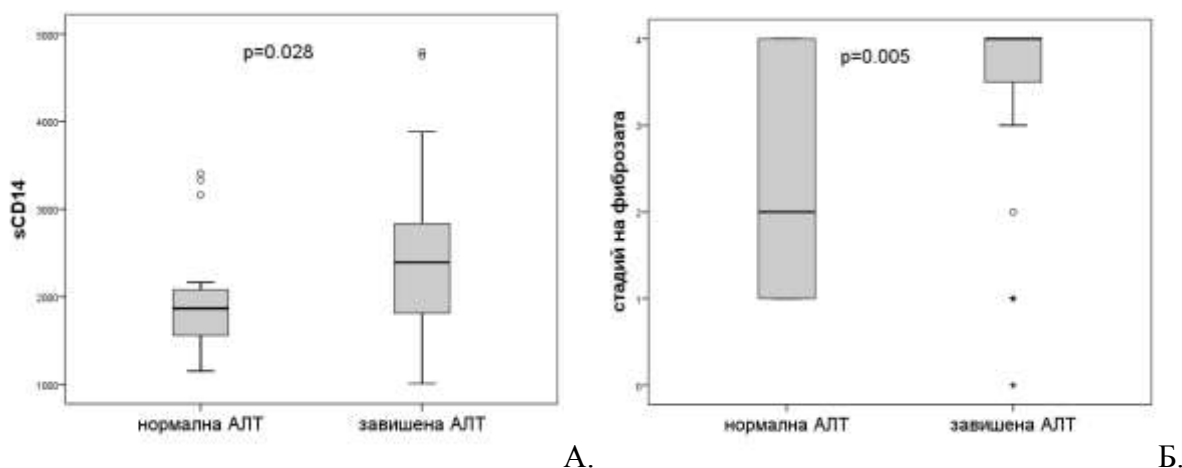 p=0.028
sCD14
5000
4000
3000
2000
1000
нормална АЛТ
завишена АЛТ
А.
p=0.005
стадий на фиброзата
4
3
2
1
0
нормална АЛТ
завишена АЛТ
Б.